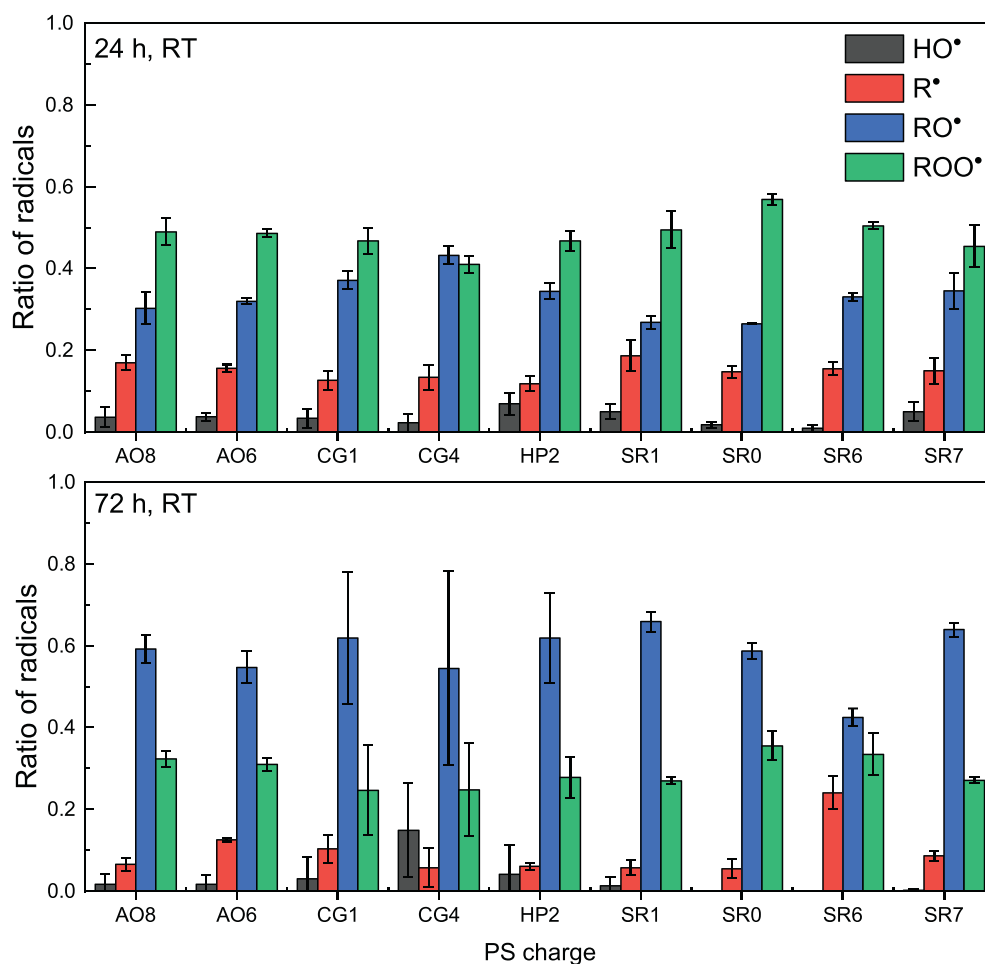 24 h, RT
HO•
R•
RO•
ROO•
Ratio of radicals
1.0
0.8
0.6
0.4
0.2
0.0
AO8 AO6 CG1 CG4 HP2 SR1 SR0 SR6 SR7
72 h, RT
Ratio of radicals
1.0
0.8
0.6
0.4
0.2
0.0
AO8 AO6 CG1 CG4 HP2 SR1 SR0 SR6 SR7
PS charge